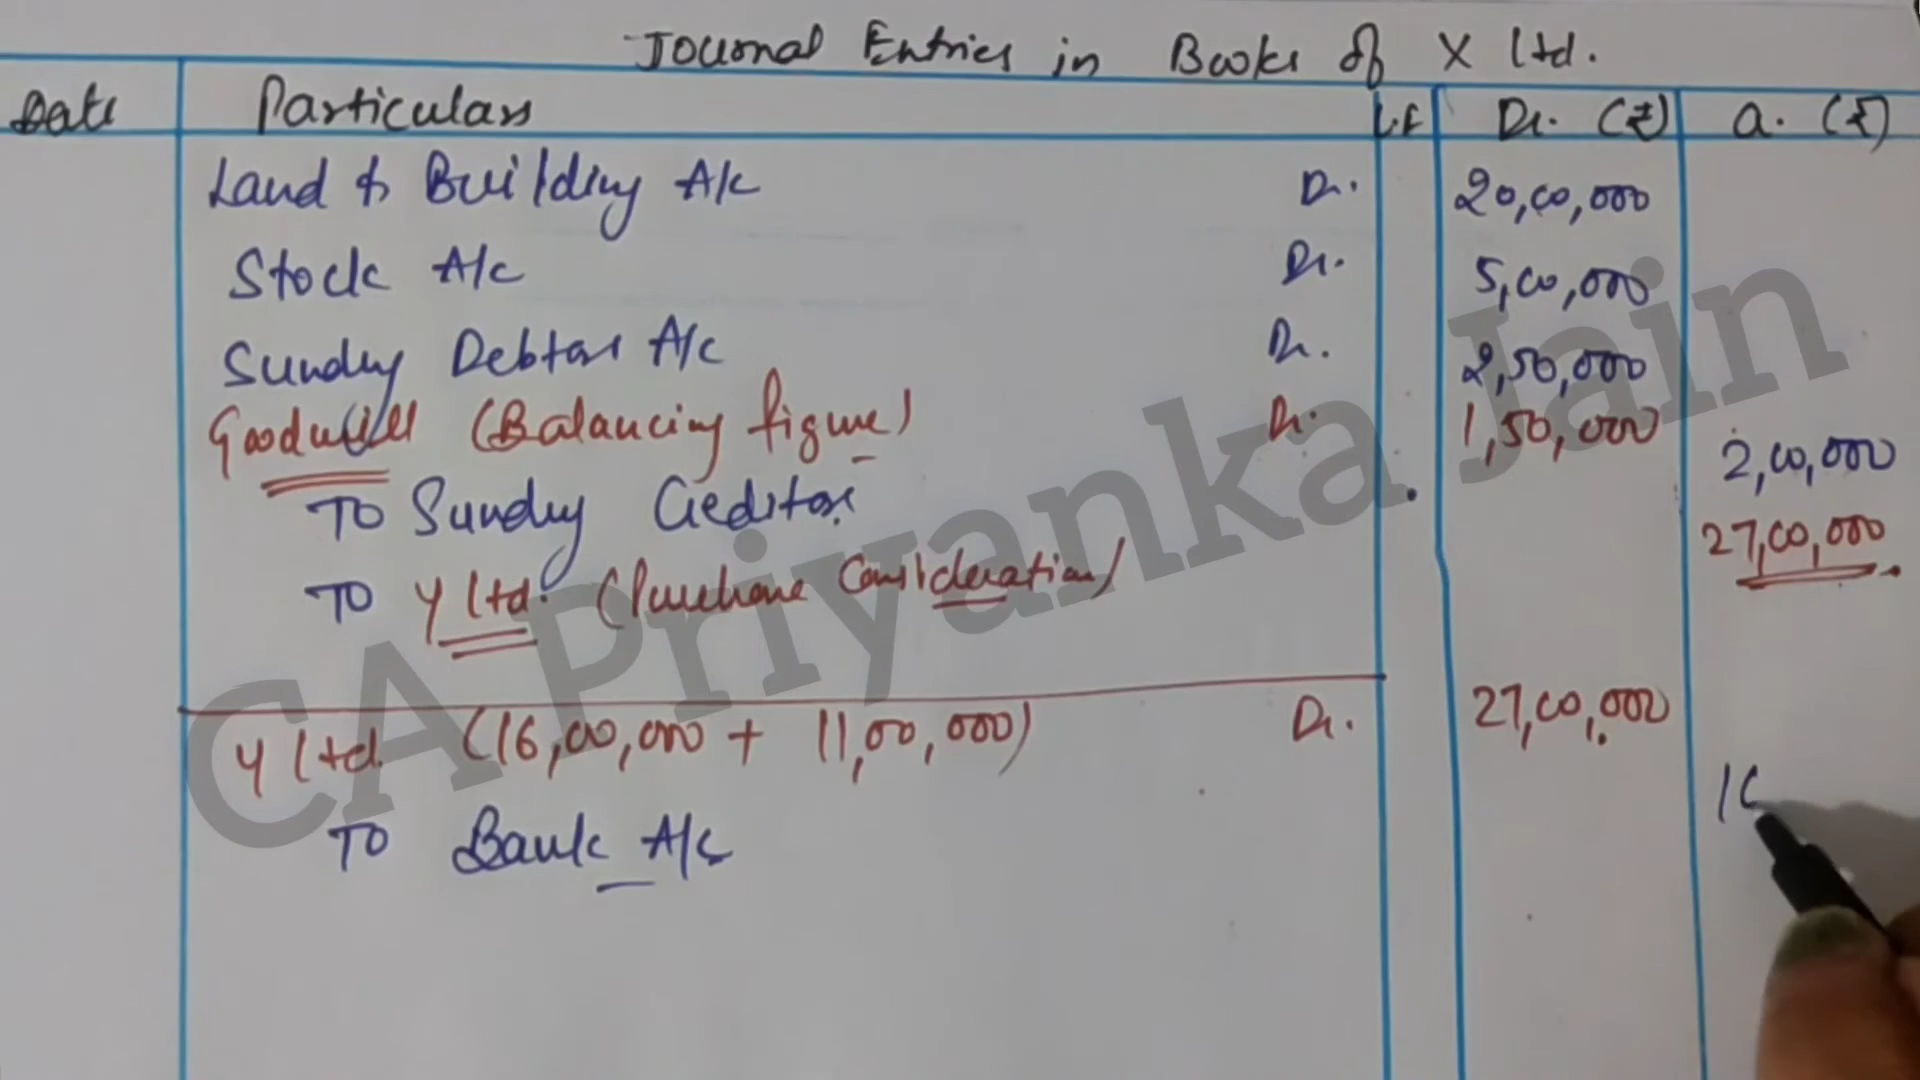 Journal Entries in Books of X Ltd.
Date Particulars L.F Dr. (₹) Cr. (₹)
Land & Building A/c Dr. 20,00,000
Stock A/c Dr. 5,00,000
Sundry Debtors A/c Dr. 2,50,000
Goodwill (Balancing figure) Dr. 1,50,000
To Sundry Creditors 2,00,000
To Y Ltd. (Purchase Consideration) 27,00,000
Y Ltd. (16,00,000 + 11,00,000) Dr. 27,00,000
To Bank A/c 16
CA Priyanka Jain